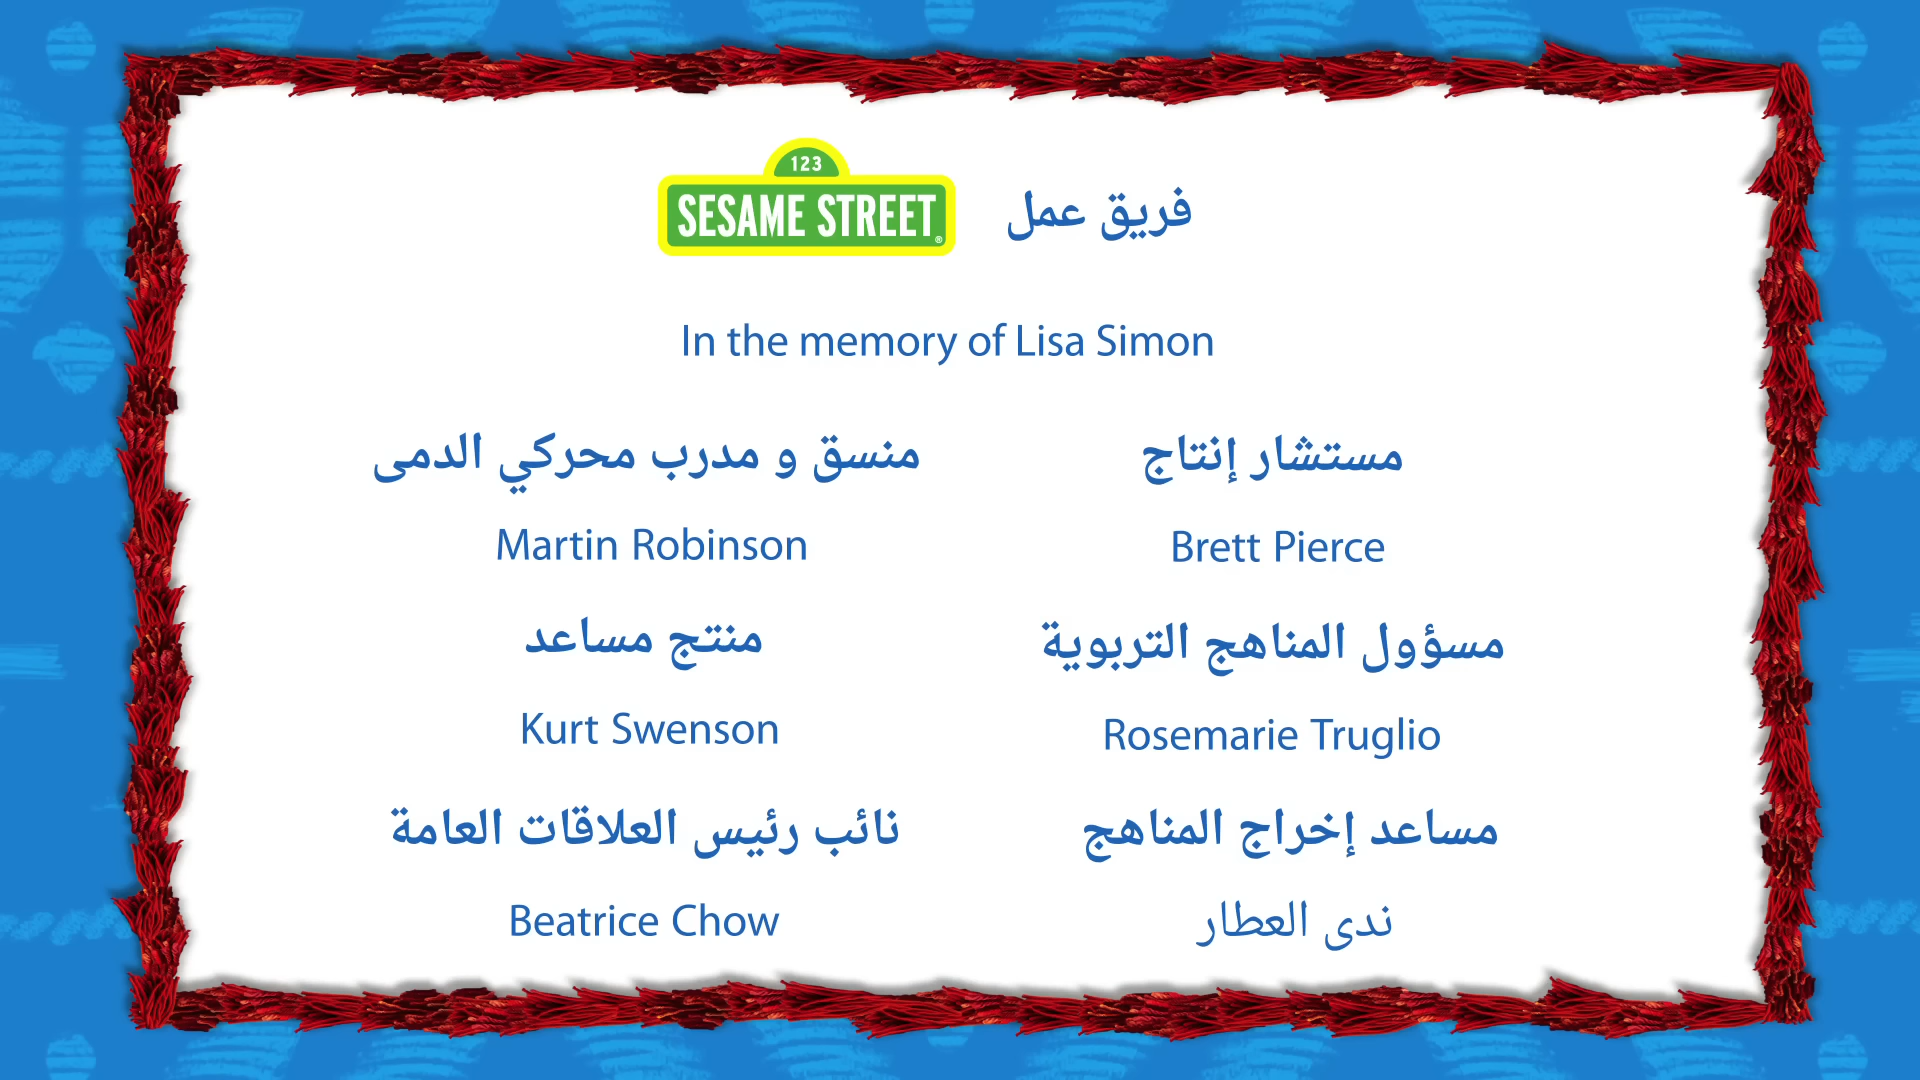 123
SESAME STREET®
فريق عمل
In the memory of Lisa Simon
مستشار إنتاج
Brett Pierce
منسق و مدرب محركي الدمى
Martin Robinson
مسؤول المناهج التربوية
Rosemarie Truglio
منتج مساعد
Kurt Swenson
مساعد إخراج المناهج
ندى العطار
نائب رئيس العلاقات العامة
Beatrice Chow